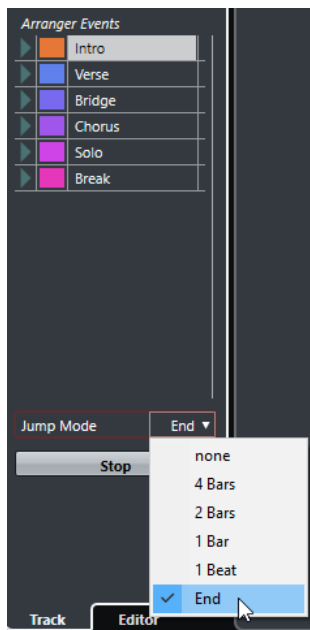 Arranger Events
Intro
Verse
Bridge
Chorus
Solo
Break
Jump Mode End
Stop
none
4 Bars
2 Bars
1 Bar
1 Beat
End
Track Editor